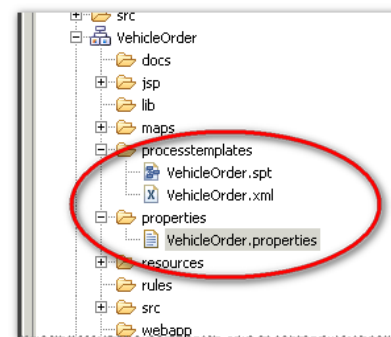 src
VehicleOrder
docs
jsp
lib
maps
processtemplates
VehicleOrder.spt
VehicleOrder.xml
properties
VehicleOrder.properties
resources
rules
src
webapp